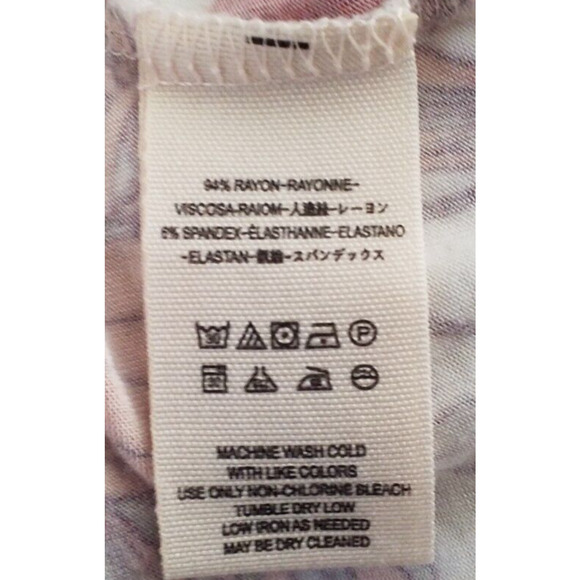 94% RAYON-RAYONNE-
VISCOSA-RAIOM-人造絲-レーヨン
6% SPANDEX-ÉLASTHANNE-ELASTANO
-ELASTAN-氨綸-スパンデックス
30 P
30
MACHINE WASH COLD
WITH LIKE COLORS
USE ONLY NON-CHLORINE BLEACH
TUMBLE DRY LOW
LOW IRON AS NEEDED
MAY BE DRY CLEANED